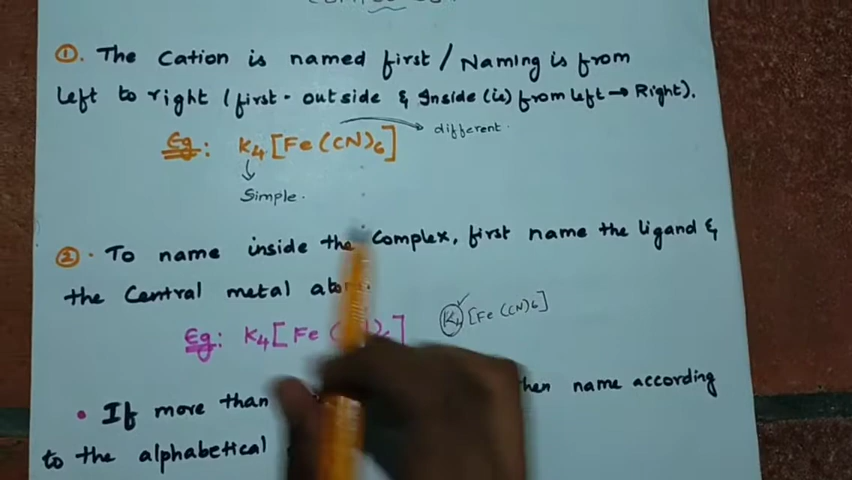 ① . The Cation is named first / Naming is from
left to right (first - outside & Inside (ie) from left → Right).
Eg : K4[Fe(CN)6] different.
Simple.
② . To name inside the Complex, first name the ligand &
the Central metal
Eg : K4[Fe
K4 [Fe (CN)6]
• If more than name according
to the alphabetical